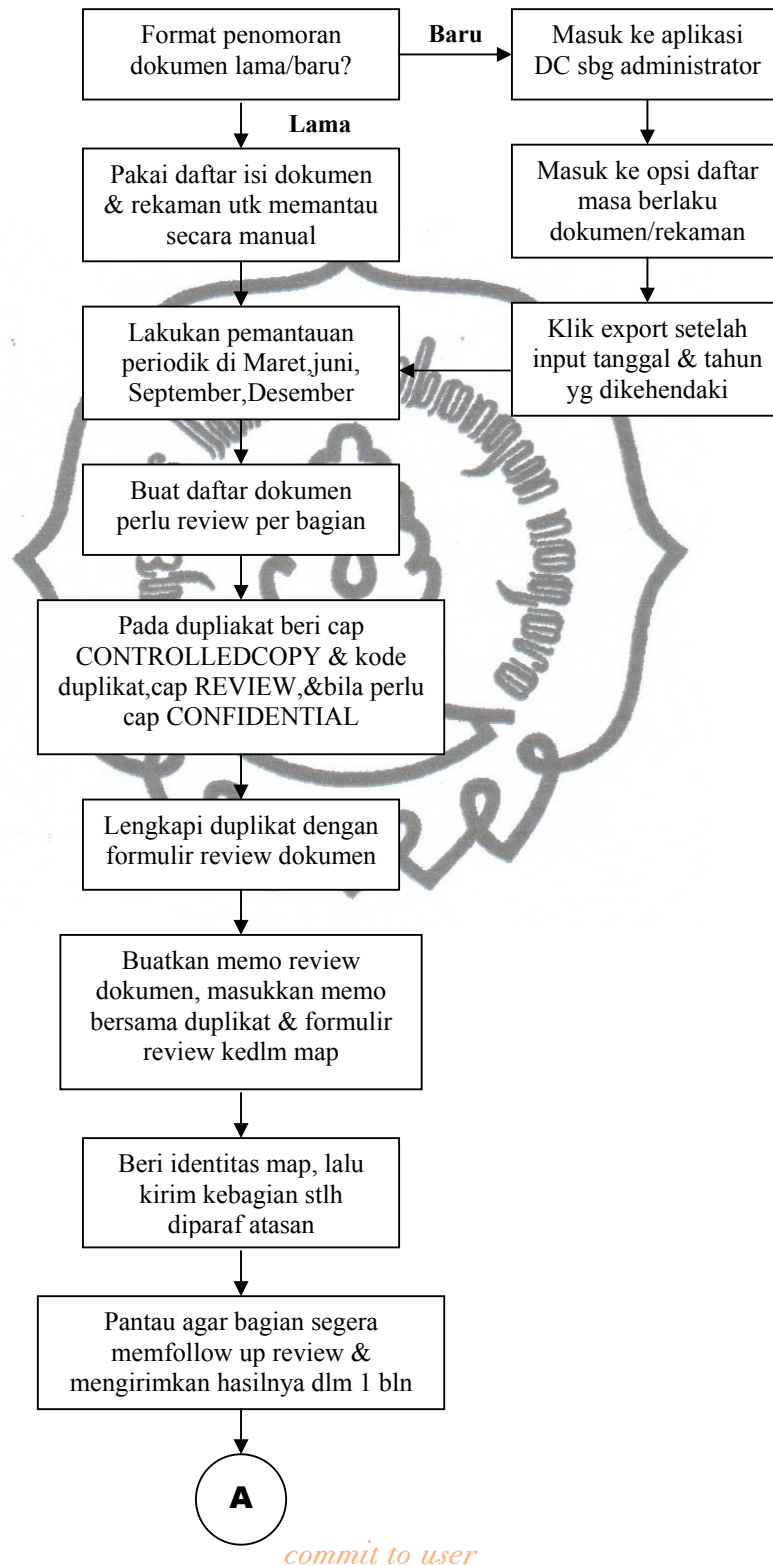 Format penomoran
dokumen lama/baru?
Baru
Masuk ke aplikasi
DC sbg administrator
Lama
Pakai daftar isi dokumen
& rekaman utk memantau
secara manual
Masuk ke opsi daftar
masa berlaku
dokumen/rekaman
Lakukan pemantauan
periodik di Maret,juni,
September,Desember
Klik export setelah
input tanggal & tahun
yg dikehendaki
Buat daftar dokumen
perlu review per bagian
Pada dupliakat beri cap
CONTROLLEDCOPY & kode
duplikat,cap REVIEW,&bila perlu
cap CONFIDENTIAL
Lengkapi duplikat dengan
formulir review dokumen
Buatkan memo review
dokumen, masukkan memo
bersama duplikat & formulir
review kedlm map
Beri identitas map, lalu
kirim kebagian stlh
diparaf atasan
Pantau agar bagian segera
memfollow up review &
mengirimkan hasilnya dlm 1 bln
A
commit to user